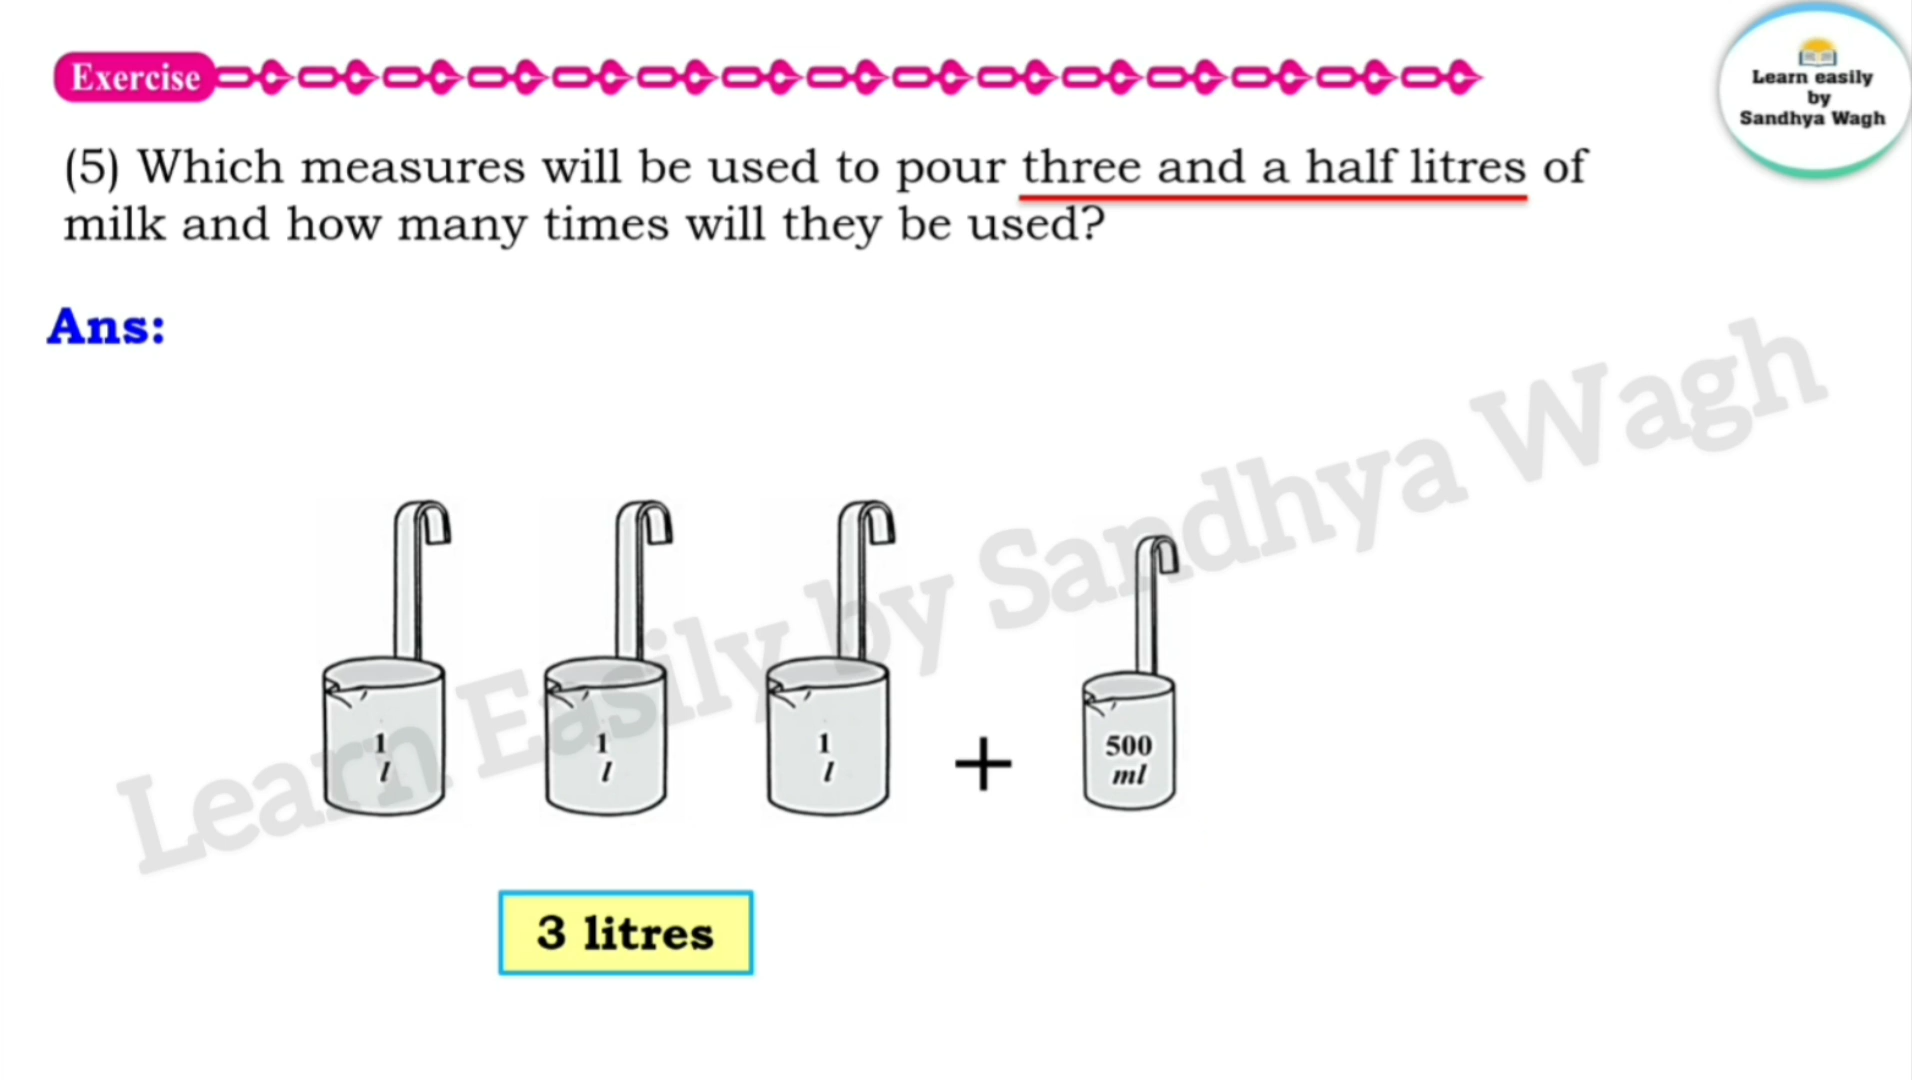 Exercise
Learn easily
by
Sandhya Wagh
(5) Which measures will be used to pour three and a half litres of
milk and how many times will they be used?
Ans:
Learn Easily by Sandhya Wagh
1
l
1
l
1
l
+
500
ml
3 litres